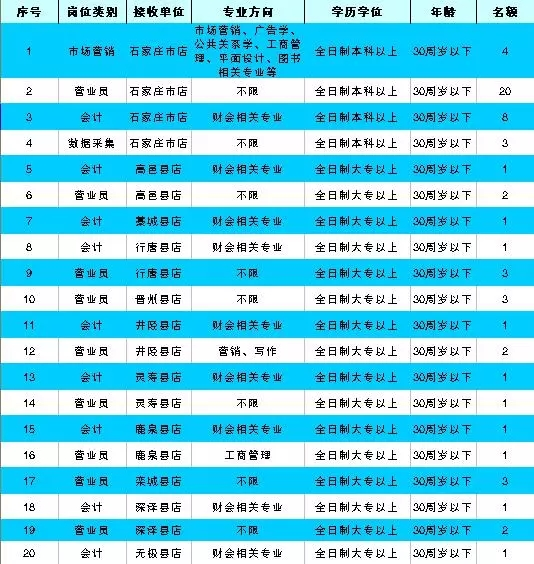 序号 岗位类别 接收单位 专业方向 学历学位 年龄 名额
1 市场营销 石家庄市店 市场营销、广告学、公共关系学、工商管理、平面设计、图书相关专业等 全日制本科以上 30周岁以下 4
2 营业员 石家庄市店 不限 全日制本科以上 30周岁以下 20
3 会计 石家庄市店 财会相关专业 全日制本科以上 30周岁以下 8
4 数据采集 石家庄市店 不限 全日制本科以上 30周岁以下 3
5 会计 高邑县店 财会相关专业 全日制大专以上 30周岁以下 1
6 营业员 高邑县店 不限 全日制大专以上 30周岁以下 2
7 会计 藁城县店 财会相关专业 全日制大专以上 30周岁以下 1
8 会计 行唐县店 财会相关专业 全日制大专以上 30周岁以下 1
9 营业员 行唐县店 不限 全日制大专以上 30周岁以下 3
10 营业员 晋州县店 不限 全日制大专以上 30周岁以下 3
11 会计 井陉县店 财会相关专业 全日制大专以上 30周岁以下 1
12 营业员 井陉县店 营销、写作 全日制大专以上 30周岁以下 2
13 会计 灵寿县店 财会相关专业 全日制大专以上 30周岁以下 1
14 营业员 灵寿县店 不限 全日制大专以上 30周岁以下 1
15 会计 鹿泉县店 财会相关专业 全日制大专以上 30周岁以下 1
16 营业员 鹿泉县店 工商管理 全日制大专以上 30周岁以下 1
17 营业员 栾城县店 不限 全日制大专以上 30周岁以下 3
18 会计 深泽县店 财会相关专业 全日制大专以上 30周岁以下 1
19 营业员 深泽县店 不限 全日制大专以上 30周岁以下 2
20 会计 无极县店 财会相关专业 全日制大专以上 30周岁以下 1